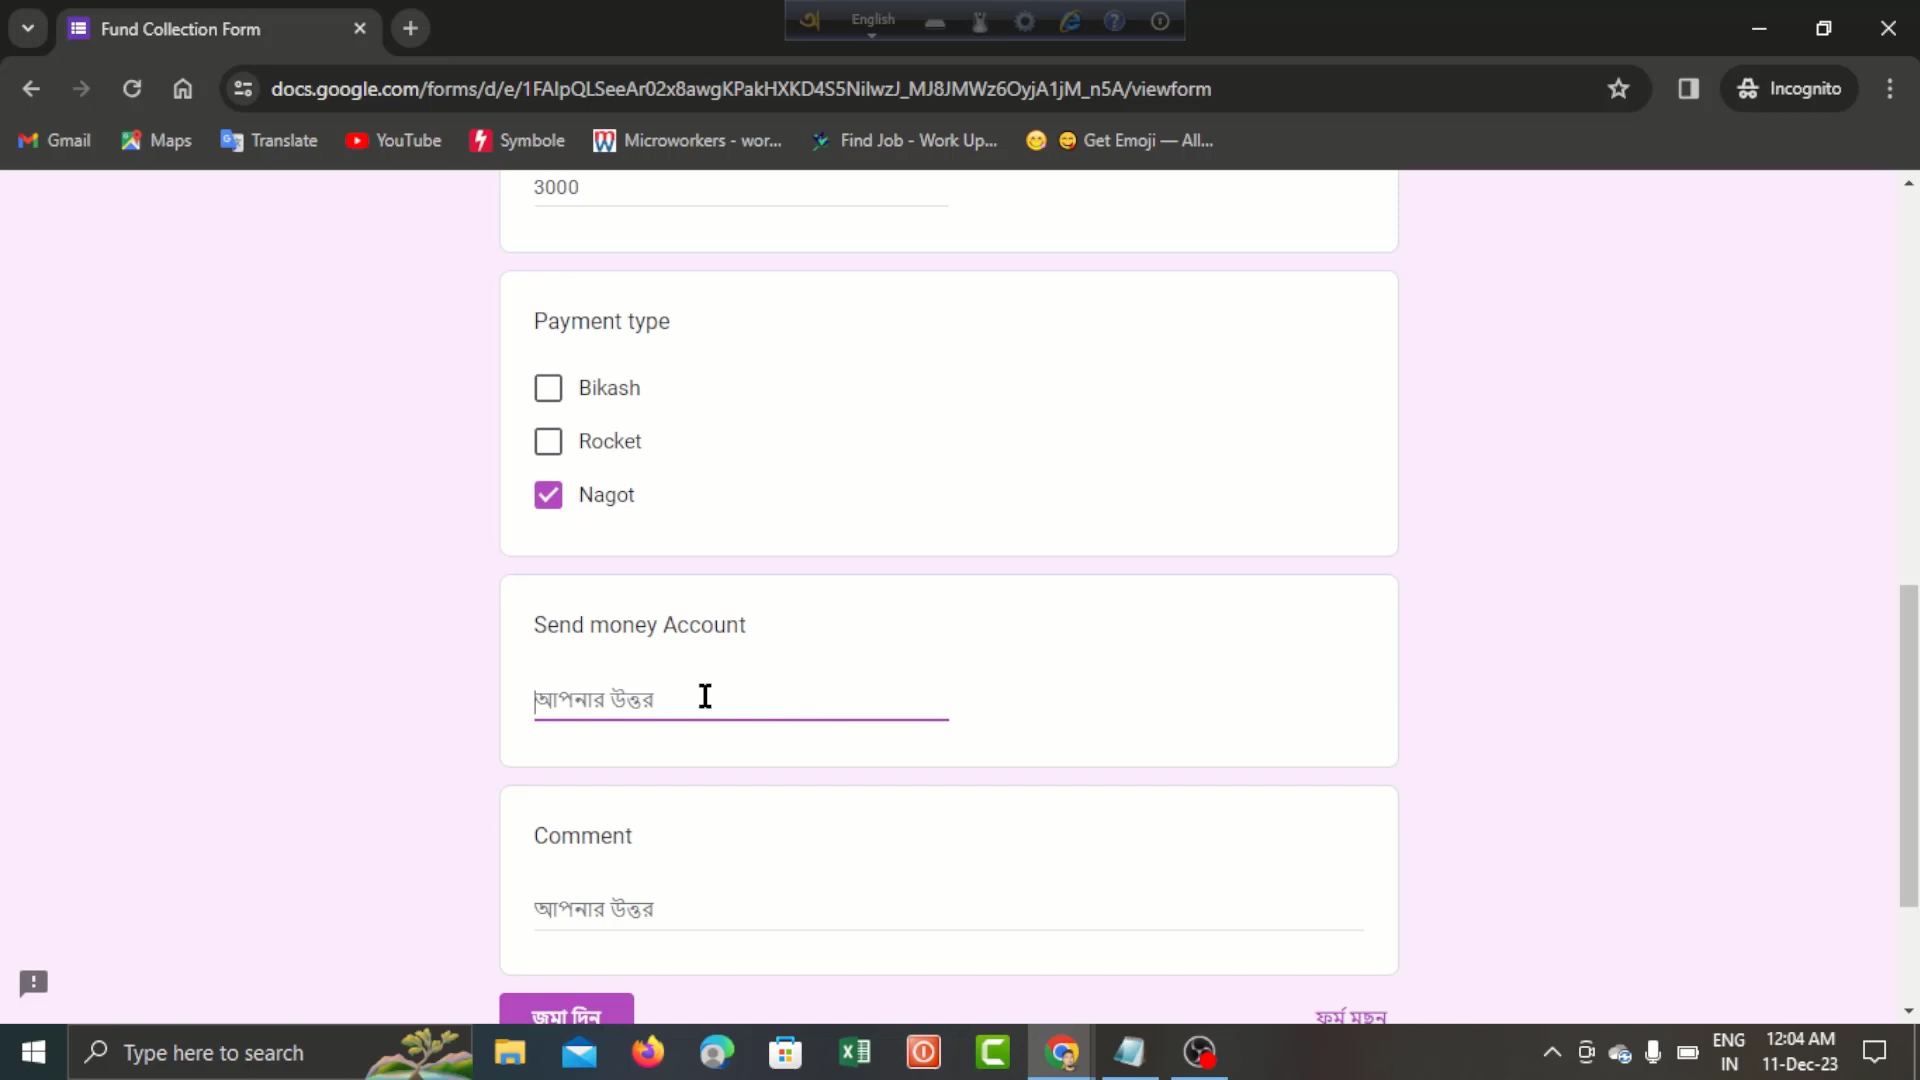 Fund Collection Form
English
docs.google.com/forms/d/e/1FAIpQLSeeAr02x8awgKPakHXKD4S5NilwzJ_MJ8JMWz6OyjA1jM_n5A/viewform
Incognito
Gmail
Maps
Translate
YouTube
Symbole
Microworkers - wor...
Find Job - Work Up...
Get Emoji — All...
3000
Payment type
Bikash
Rocket
Nagot
Send money Account
আপনার উত্তর
Comment
আপনার উত্তর
জমা দিন
ফর্ম মুছুন
Type here to search
ENG
IN
12:04 AM
11-Dec-23